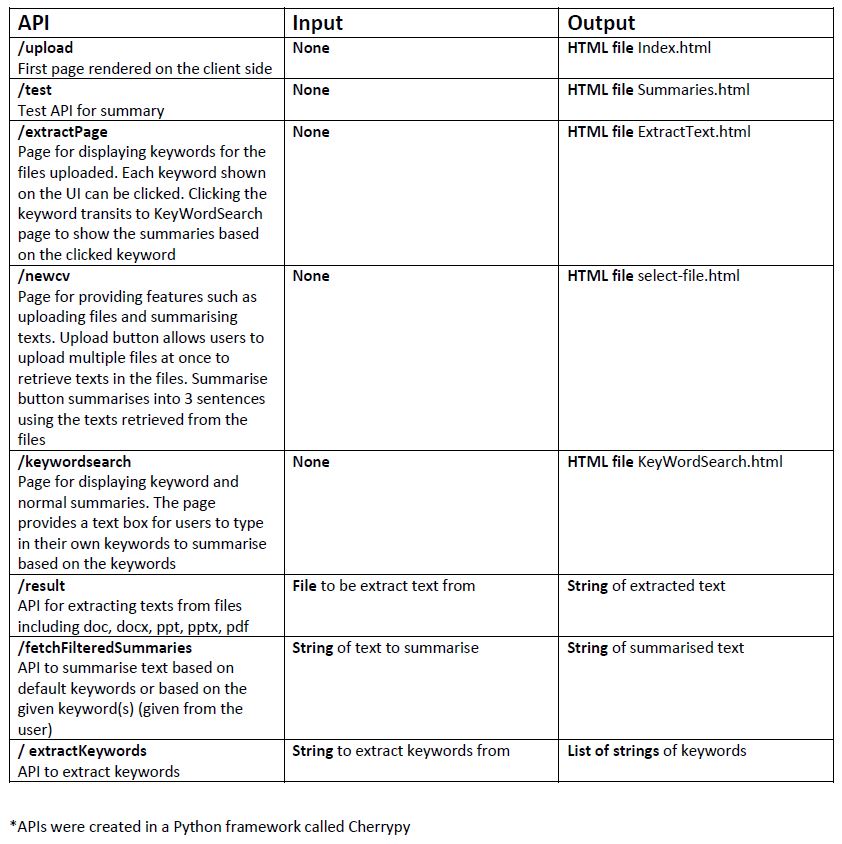 API Input Output
/upload None HTML file Index.html
First page rendered on the client side
/test None HTML file Summaries.html
Test API for summary
/extractPage None HTML file ExtractText.html
Page for displaying keywords for the
files uploaded. Each keyword shown
on the UI can be clicked. Clicking the
keyword transits to KeyWordSearch
page to show the summaries based
on the clicked keyword
/newcv None HTML file select-file.html
Page for providing features such as
uploading files and summarising
texts. Upload button allows users to
upload multiple files at once to
retrieve texts in the files. Summarise
button summarises into 3 sentences
using the texts retrieved from the
files
/keywordsearch None HTML file KeyWordSearch.html
Page for displaying keyword and
normal summaries. The page
provides a text box for users to type
in their own keywords to summarise
based on the keywords
/result File to be extract text from String of extracted text
API for extracting texts from files
including doc, docx, ppt, pptx, pdf
/fetchFilteredSummaries String of text to summarise String of summarised text
API to summarise text based on
default keywords or based on the
given keyword(s) (given from the
user)
/ extractKeywords String to extract keywords from List of strings of keywords
API to extract keywords
*APIs were created in a Python framework called Cherrypy